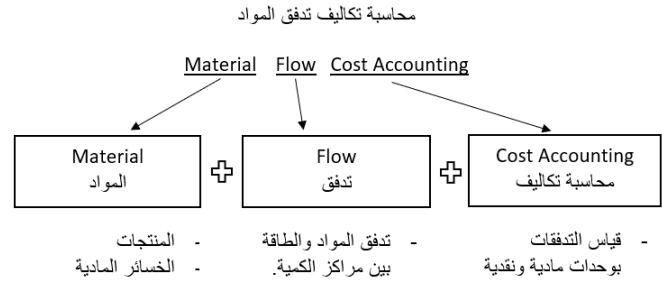 محاسبة تكاليف تدفق المواد
Material Flow Cost Accounting
Material
المواد
Flow
تدفق
Cost Accounting
محاسبة تكاليف
- المنتجات
- الخسائر المادية
- تدفق المواد والطاقة
بين مراكز الكمية.
- قياس التدفقات
بوحدات مادية ونقدية